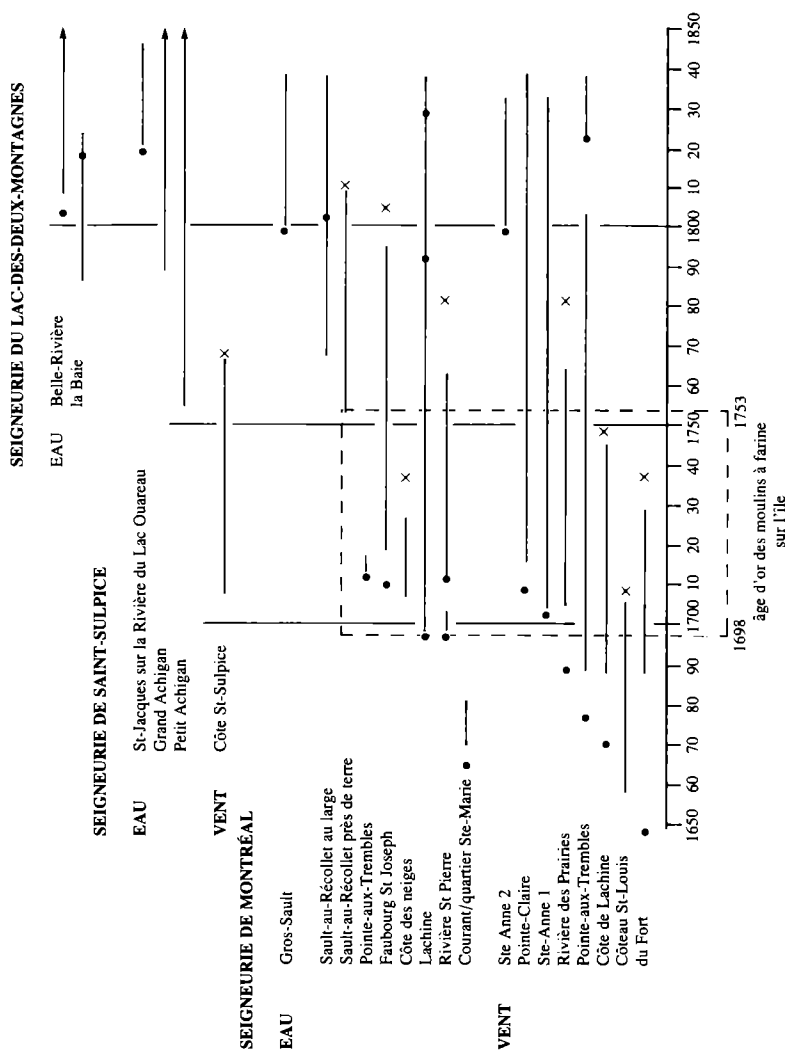 SEIGNEURIE DU LAC-DES-DEUX-MONTAGNES
EAU
Belle-Rivière
la Baie
SEIGNEURIE DE SAINT-SULPICE
EAU
St-Jacques sur la Rivière du Lac Ouareau
Grand Achigan
Petit Achigan
VENT
Côte St-Sulpice
SEIGNEURIE DE MONTRÉAL
EAU
Gros-Sault
Sault-au-Récollet au large
Sault-au-Récollet près de terre
Pointe-aux-Trembles
Faubourg St Joseph
Côte des neiges
Lachine
Rivière St Pierre
Courant/quartier Ste-Marie
VENT
Ste Anne 2
Pointe-Claire
Ste-Anne 1
Rivière des Prairies
Pointe-aux-Trembles
Côte de Lachine
Côteau St-Louis
du Fort
1650 60 70 80 90 1700 10 20 30 40 1750 60 70 80 90 1800 10 20 30 40 1850
1698 1753
âge d'or des moulins à farine
sur l'île